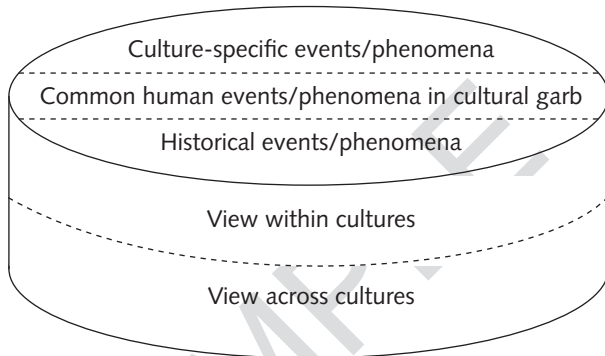 Culture-specific events/phenomena
Common human events/phenomena in cultural garb
Historical events/phenomena
View within cultures
View across cultures